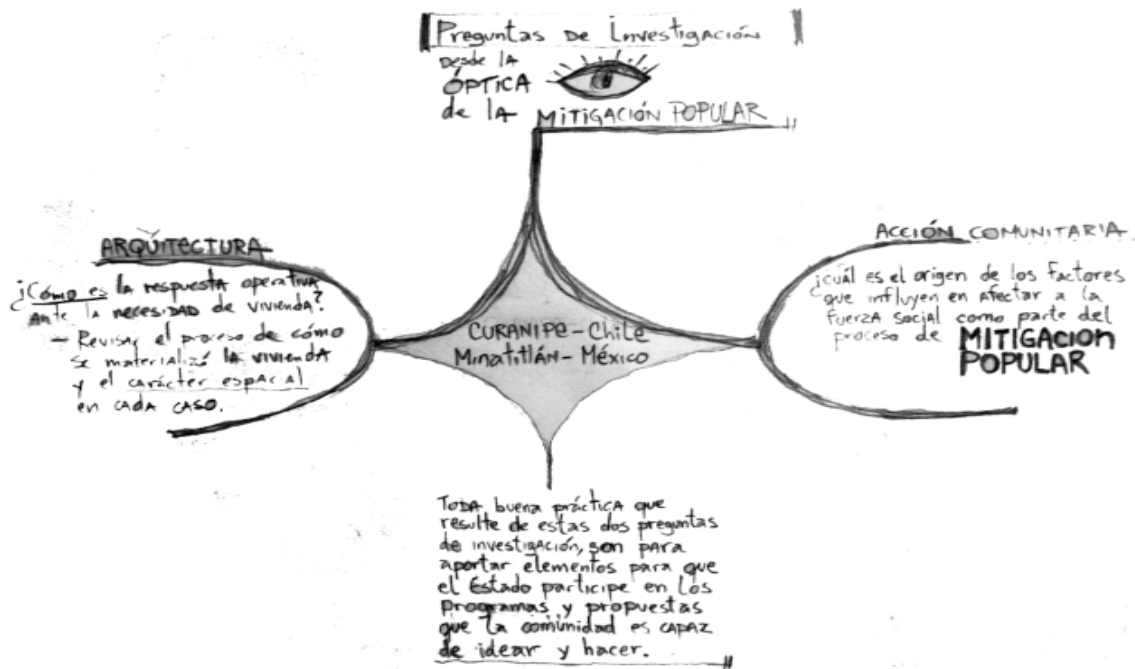 Preguntas de Investigación
Desde la
ÓPTICA
de la MITIGACIÓN POPULAR
ARQUITECTURA
¿Cómo es la respuesta operativa
ante la necesidad de vivienda?
- Revisar el proceso de cómo
se materializó la vivienda
y el carácter espacial
en cada caso.
CURANIPE-Chile
Minatitlán-México
ACCIÓN COMUNITARIA
¿cuál es el origen de los factores
que influyen en afectar a la
fuerza social como parte del
proceso de MITIGACION
POPULAR
Toda buena práctica que
resulte de estas dos preguntas
de investigación, son para
aportar elementos para que
el Estado participe en los
programas y propuestas
que la comunidad es capaz
de idear y hacer.